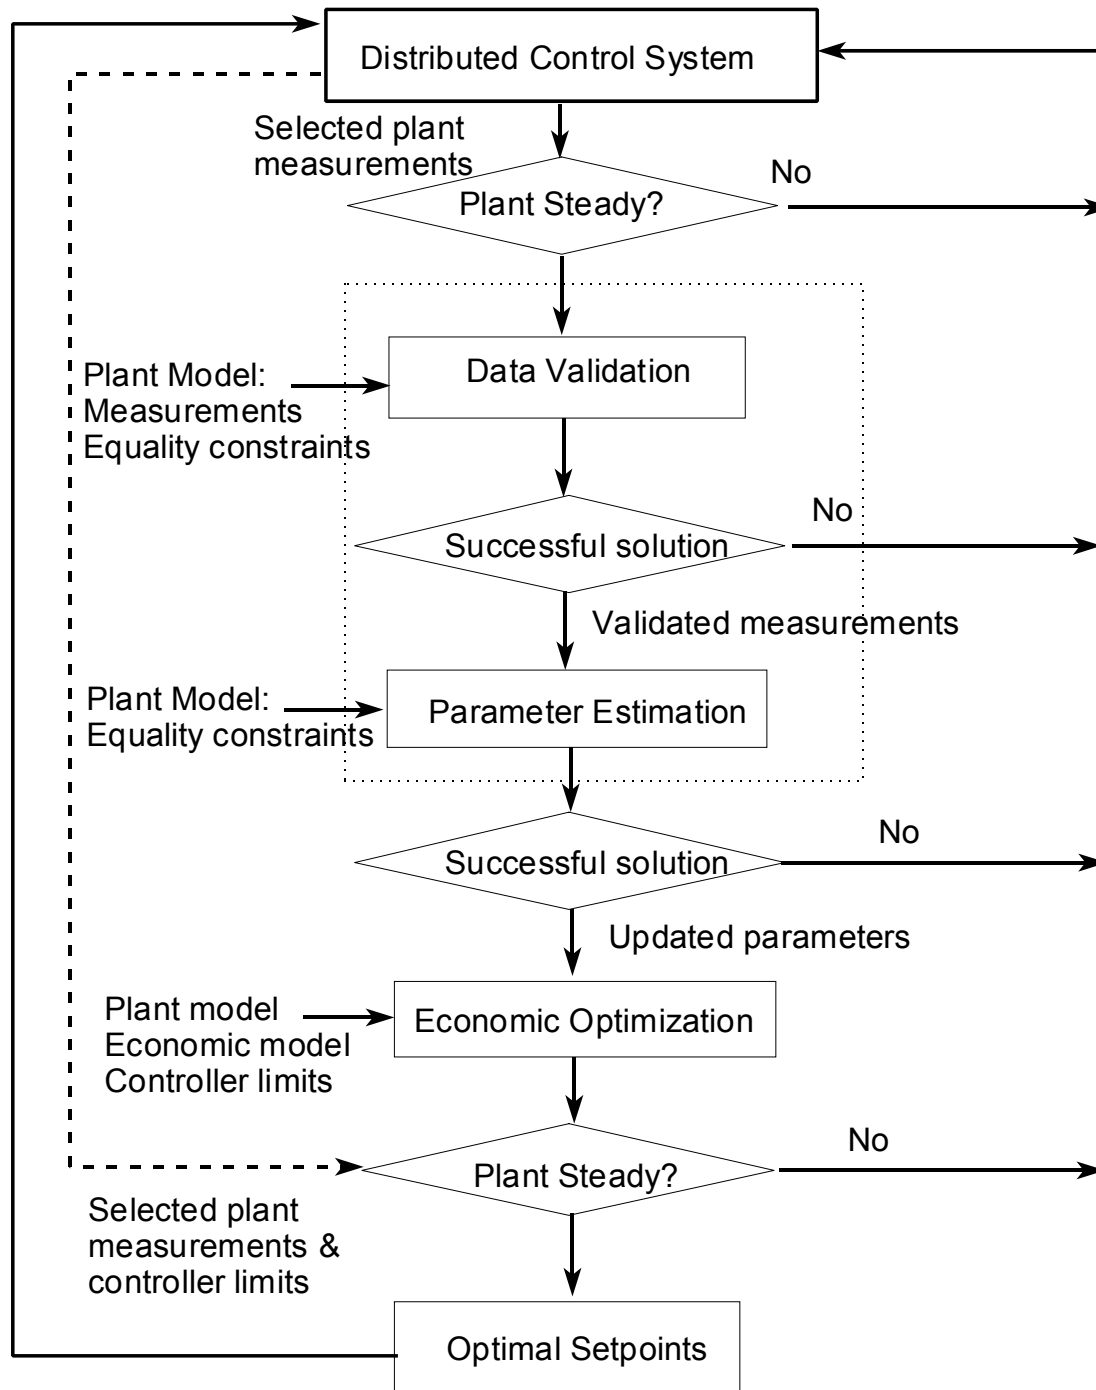 Distributed Control System
Selected plant
measurements
No
Plant Steady?
Data Validation
Plant Model:
Measurements
Equality constraints
No
Successful solution
Validated measurements
Plant Model:
Equality constraints
Parameter Estimation
No
Successful solution
Updated parameters
Plant model
Economic model
Controller limits
Economic Optimization
No
Plant Steady?
Selected plant
measurements &
controller limits
Optimal Setpoints